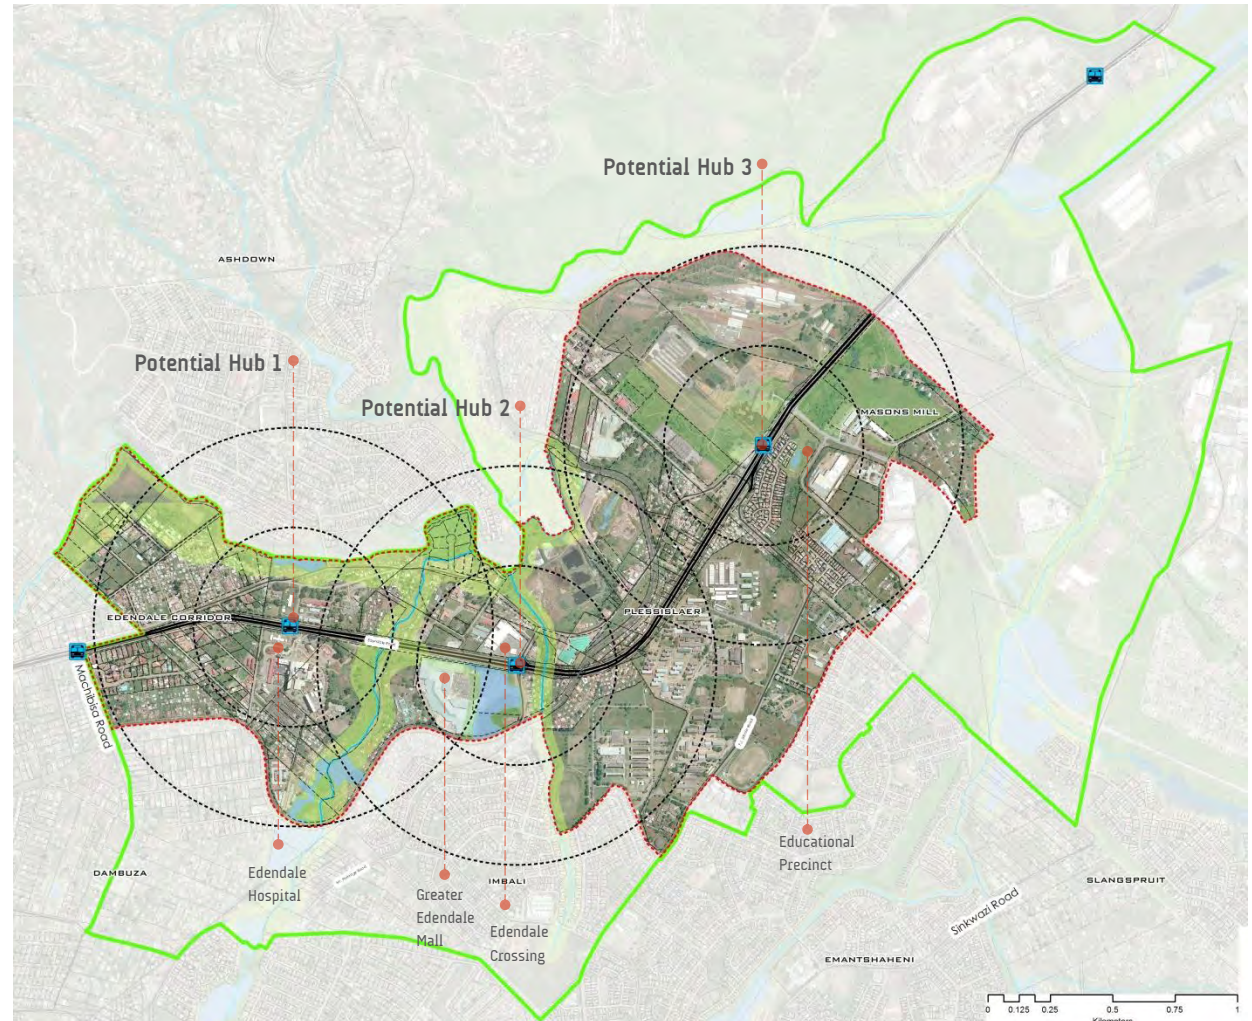 Potential Hub 3
ASHDOWN
Potential Hub 1
Potential Hub 2
MASONS MILL
EDENDALE CORRIDOR
PLESSISLAER
Machibisa Road
Educational
Precinct
Edendale
Hospital
DAMBUZA
IMBALI
Greater
Edendale
Mall
Edendale
Crossing
SLANGSPRUIT
Sinkwazi Road
EMANTSHAHENI
0 0.125 0.25 0.5 0.75 1
Kilometers